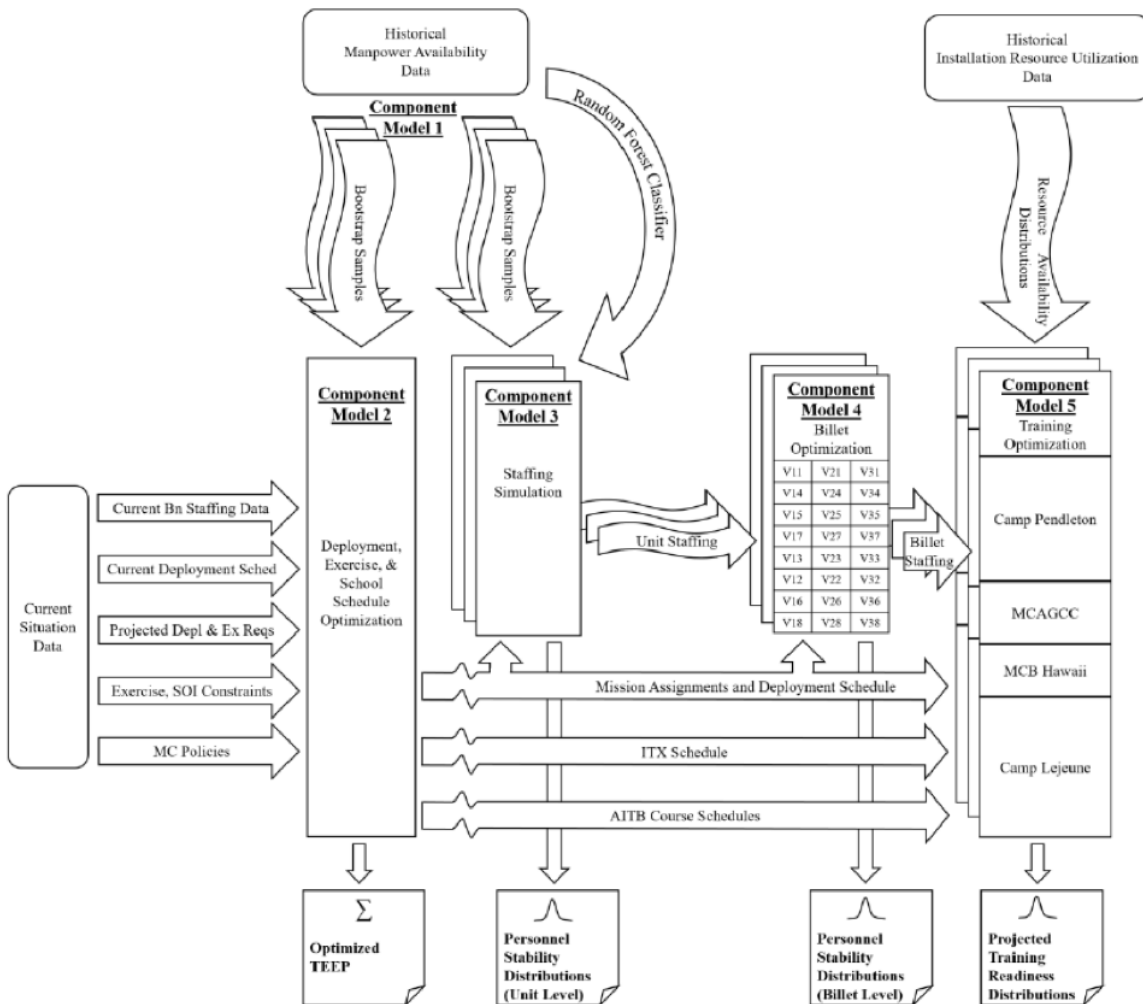 Historical
Manpower Availability
Data
Historical
Installation Resource Utilization
Data
Component
Model 1
Bootstrap Samples
Bootstrap Samples
Random Forest Classifier
Resource Availability
Distributions
Component
Model 2
Deployment,
Exercise, &
School
Schedule
Optimization
Component
Model 3
Staffing
Simulation
Component
Model 4
Billet
Optimization
V11 V21 V31
V14 V24 V34
V15 V25 V35
V17 V27 V37
V13 V23 V33
V12 V22 V32
V16 V26 V36
V18 V28 V38
Component
Model 5
Training
Optimization
Camp Pendleton
MCAGCC
MCB Hawaii
Camp Lejeune
Current
Situation
Data
Current Bn Staffing Data
Current Deployment Sched
Projected Depl & Ex Reqs
Exercise, SOI Constraints
MC Policies
Unit Staffing
Billet
Staffing
Mission Assignments and Deployment Schedule
ITX Schedule
AITB Course Schedules
Σ
Optimized
TEEP
Personnel
Stability
Distributions
(Unit Level)
Personnel
Stability
Distributions
(Billet Level)
Projected
Training
Readiness
Distributions